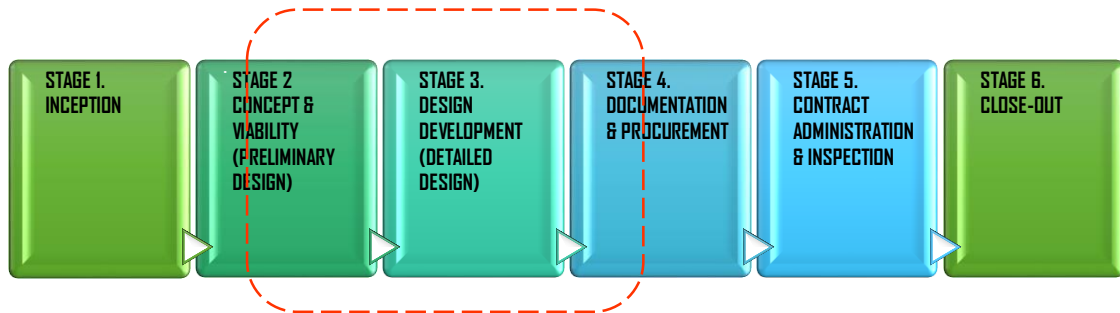 STAGE 1.
INCEPTION
STAGE 2
CONCEPT &
VIABILITY
(PRELIMINARY
DESIGN)
STAGE 3.
DESIGN
DEVELOPMENT
(DETAILED
DESIGN)
STAGE 4.
DOCUMENTATION
& PROCUREMENT
STAGE 5.
CONTRACT
ADMINISTRATION
& INSPECTION
STAGE 6.
CLOSE-OUT